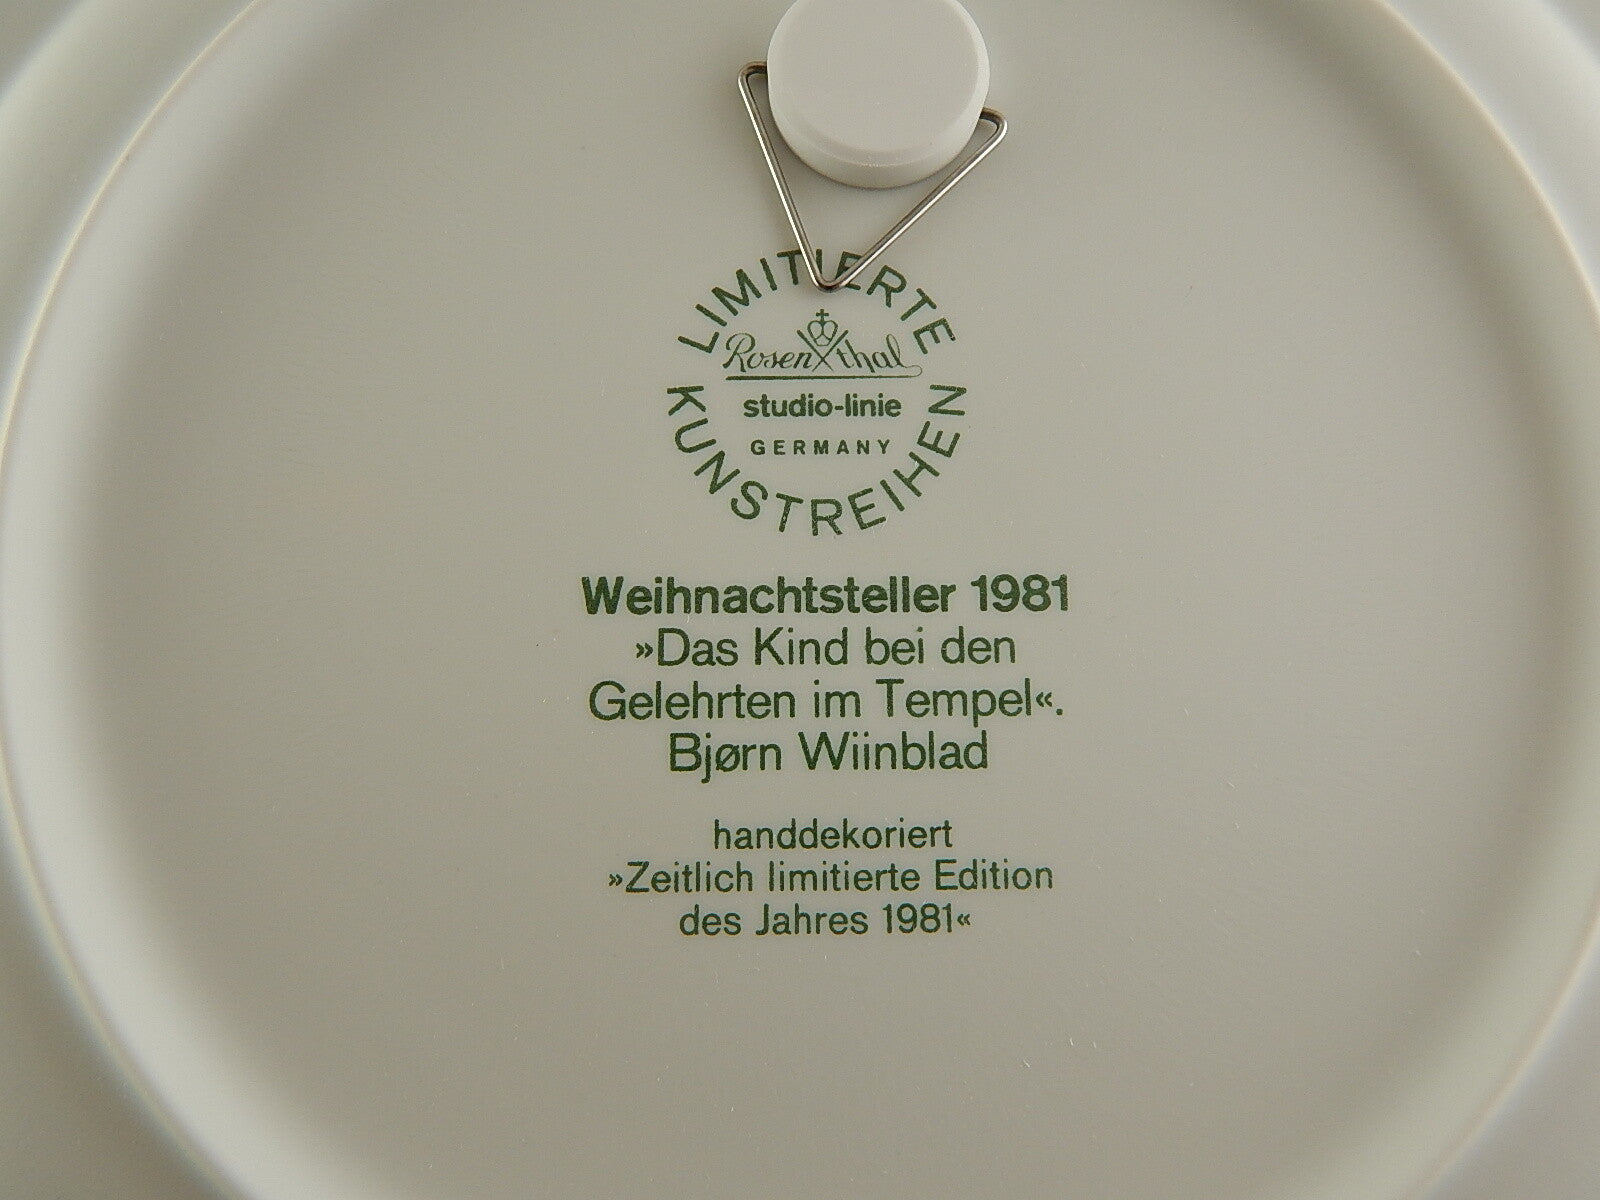 LIMITIERTE
Rosenthal
studio-linie
GERMANY
KUNSTREIHEN
Weihnachtsteller 1981
»Das Kind bei den
Gelehrten im Tempel«.
Bjørn Wiinblad
handdekoriert
»Zeitlich limitierte Edition
des Jahres 1981«